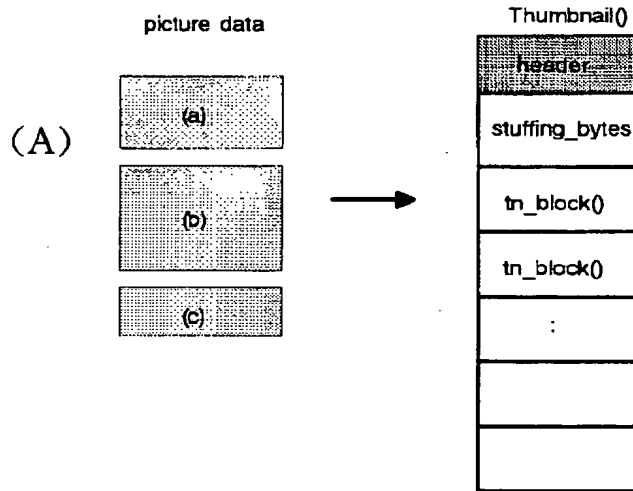 picture data
(A)
(a)
(b)
(c)
Thumbnail()
header
stuffing_bytes
tn_block()
tn_block()
: